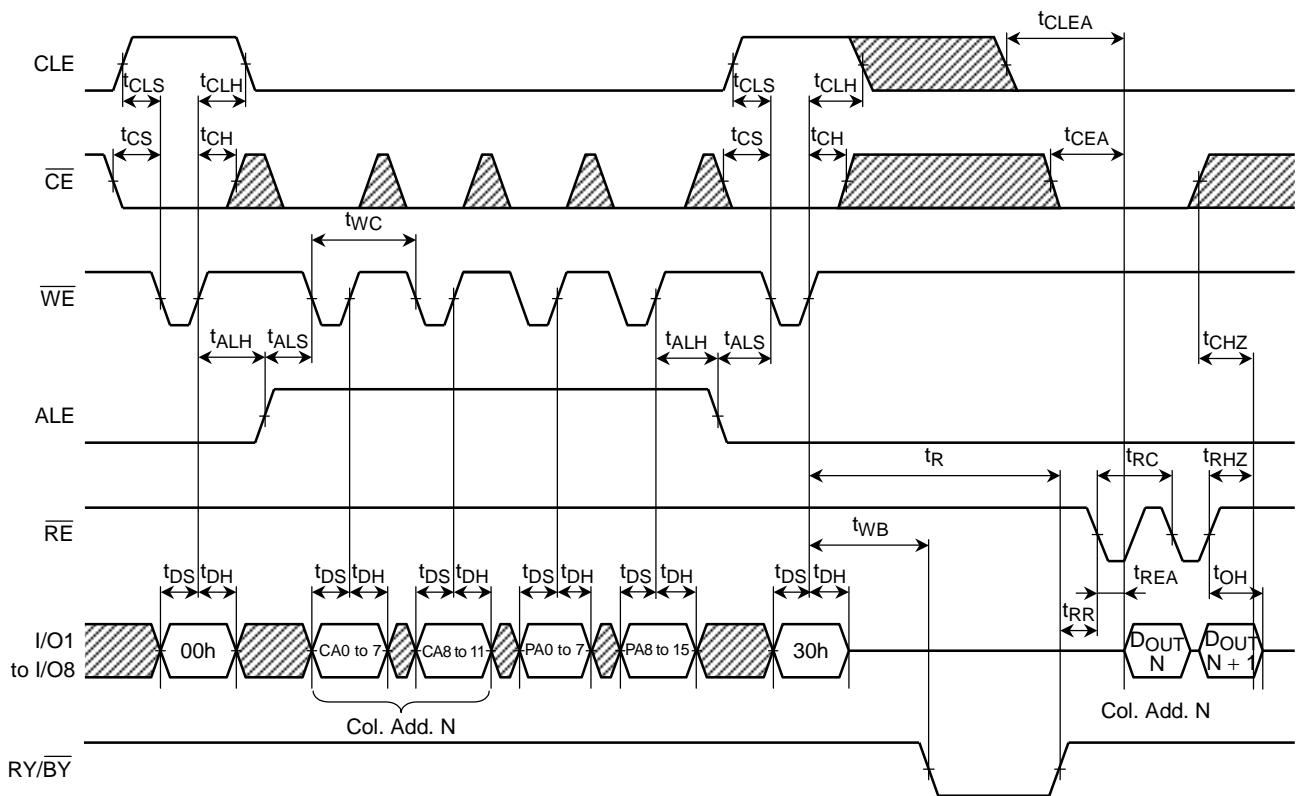 tCLEA
CLE
tCLS tCLH tCLS tCLH
tCS tCH tCS tCH tCEA
CE
tWC
WE
tALH tALS tALH tALS tCHZ
ALE
tR tRC tRHZ
RE
tWB
tDS tDH tDS tDH tDS tDH tDS tDH tDS tDH tDS tDH tREA tOH
tRR
I/O1
to I/O8
00h CA0 to 7 CA8 to 11 PA0 to 7 PA8 to 15 30h DOUT
N DOUT
N + 1
Col. Add. N Col. Add. N
RY/BY